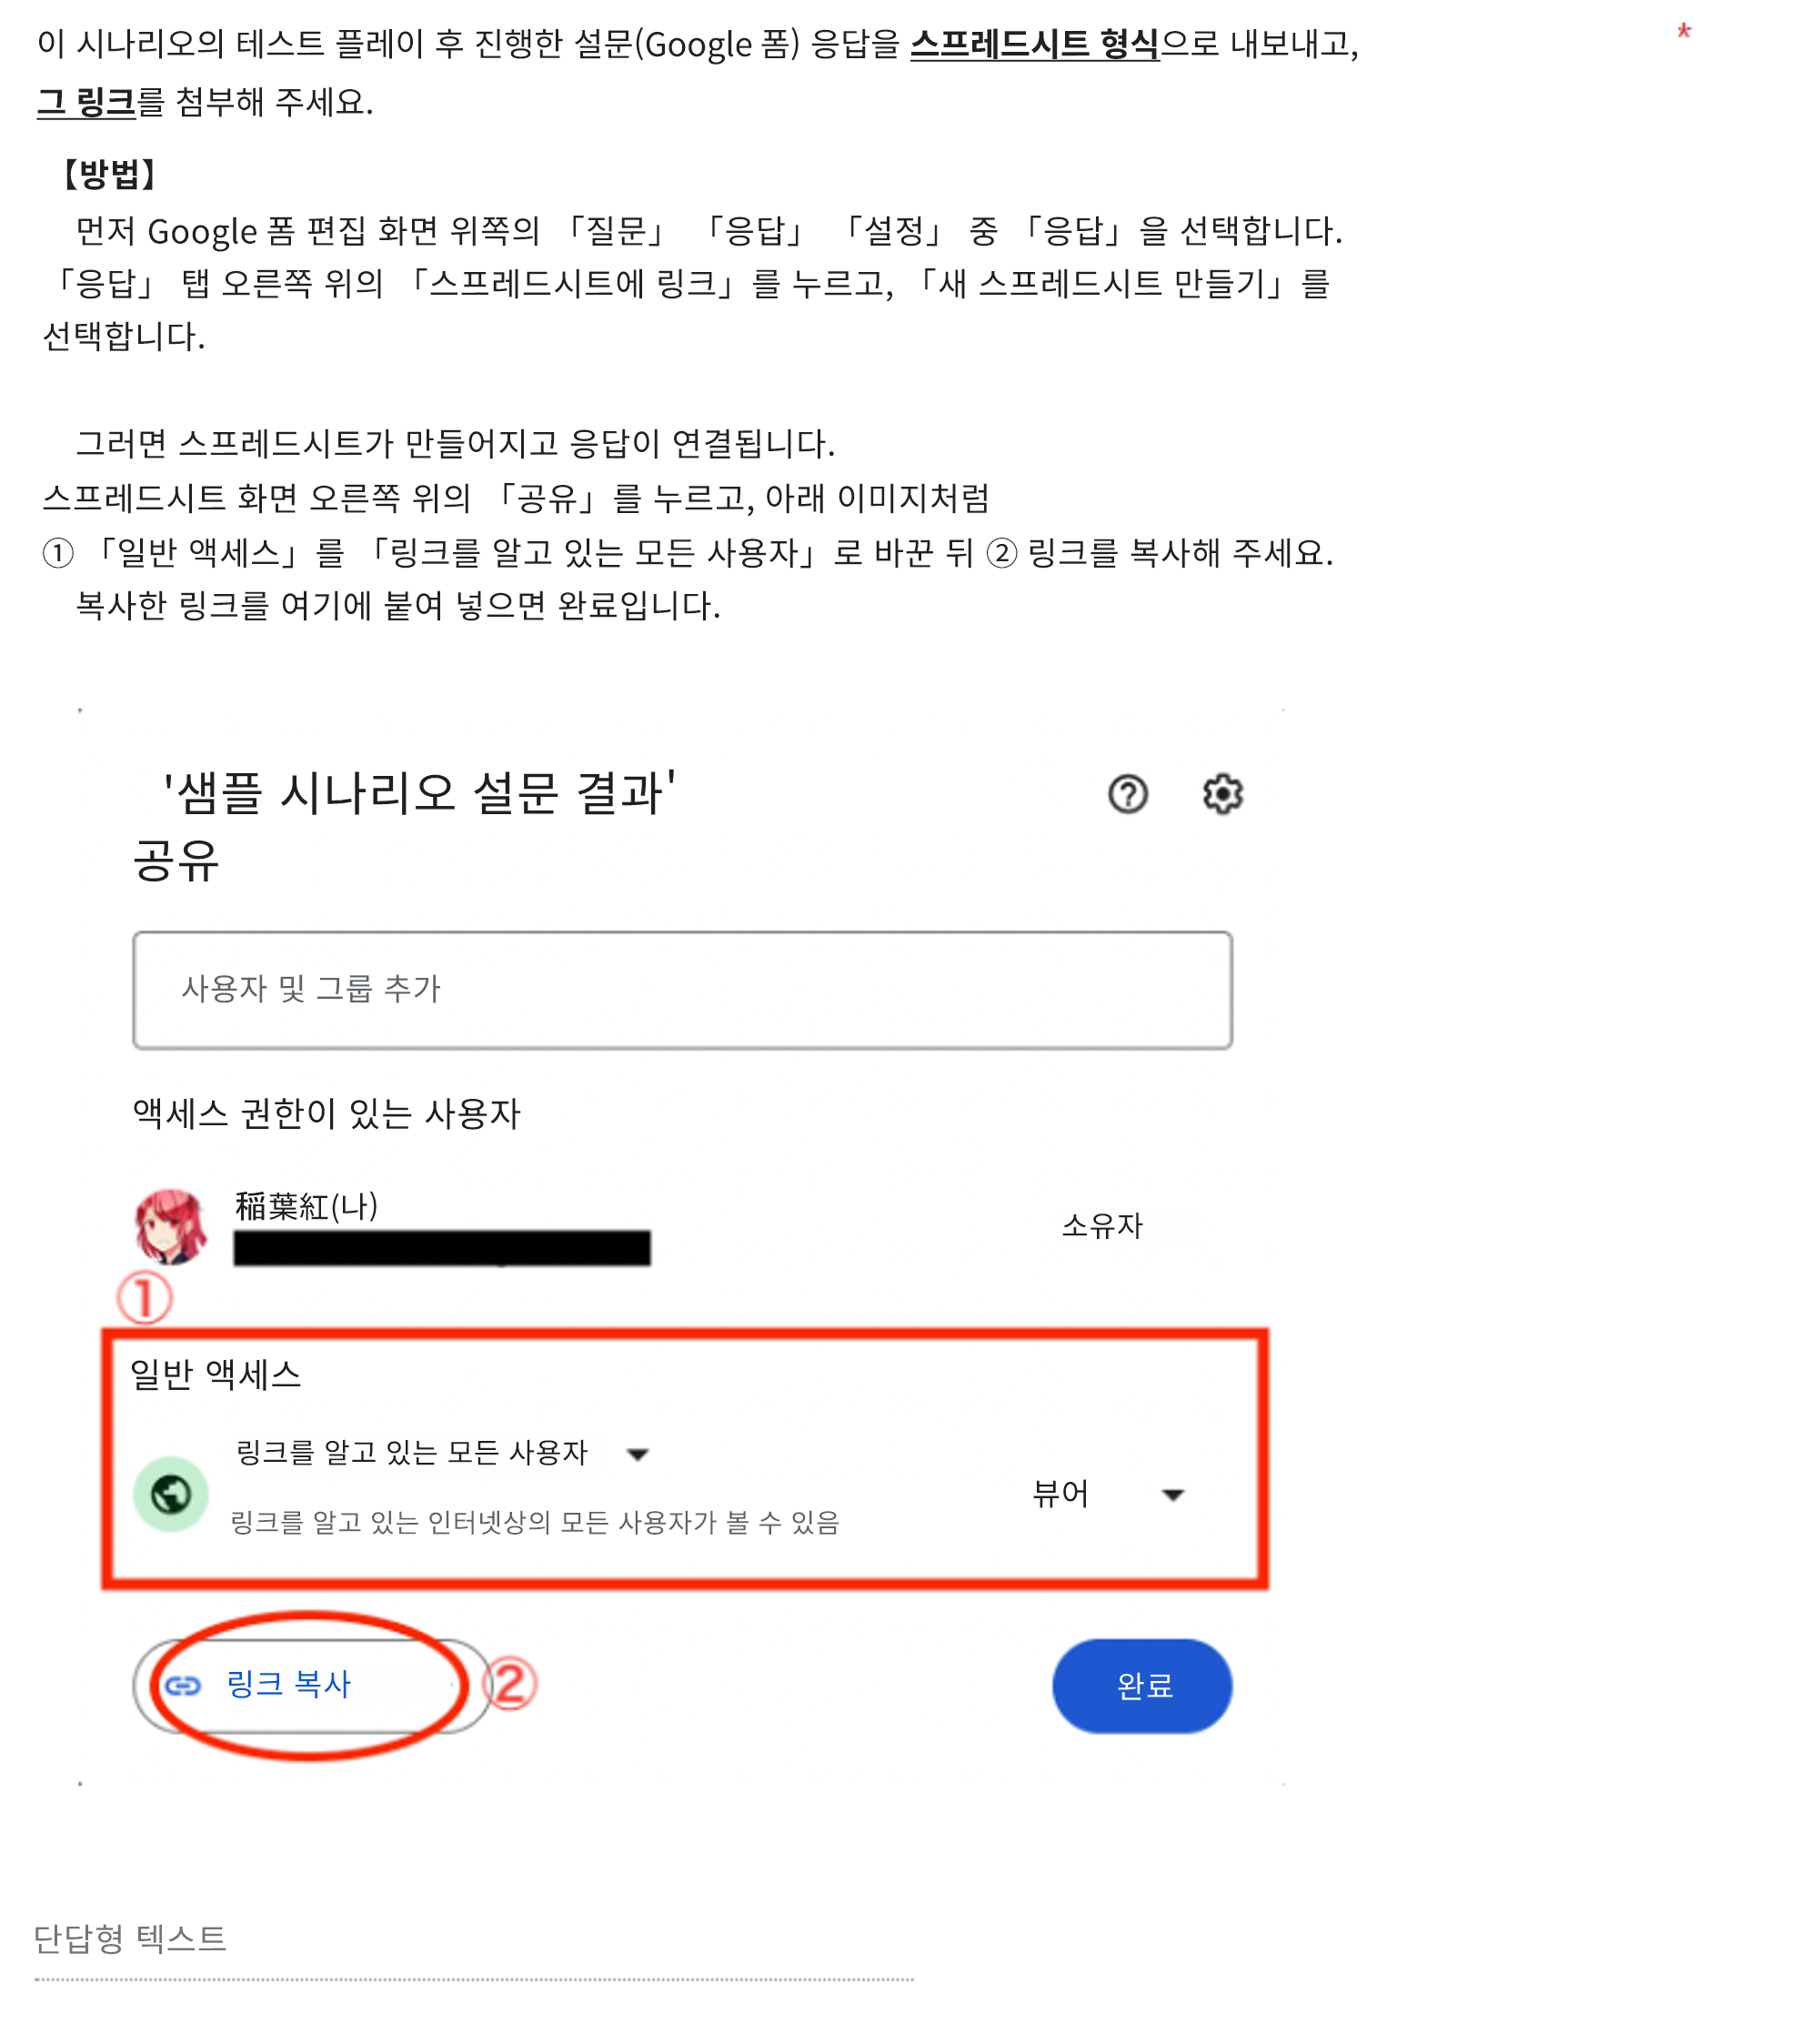 이 시나리오의 테스트 플레이 후 진행한 설문(Google 폼) 응답을 스프레드시트 형식으로 내보내고,
*
그 링크를 첨부해 주세요.
【방법】
먼저 Google 폼 편집 화면 위쪽의 「질문」 「응답」 「설정」 중 「응답」을 선택합니다.
「응답」 탭 오른쪽 위의 「스프레드시트에 링크」를 누르고, 「새 스프레드시트 만들기」를
선택합니다.
그러면 스프레드시트가 만들어지고 응답이 연결됩니다.
스프레드시트 화면 오른쪽 위의 「공유」를 누르고, 아래 이미지처럼
① 「일반 액세스」를 「링크를 알고 있는 모든 사용자」로 바꾼 뒤 ② 링크를 복사해 주세요.
복사한 링크를 여기에 붙여 넣으면 완료입니다.
'샘플 시나리오 설문 결과'
공유
사용자 및 그룹 추가
액세스 권한이 있는 사용자
稲葉紅(나)
소유자
①
일반 액세스
링크를 알고 있는 모든 사용자
뷰어
링크를 알고 있는 인터넷상의 모든 사용자가 볼 수 있음
링크 복사
②
완료
단답형 텍스트